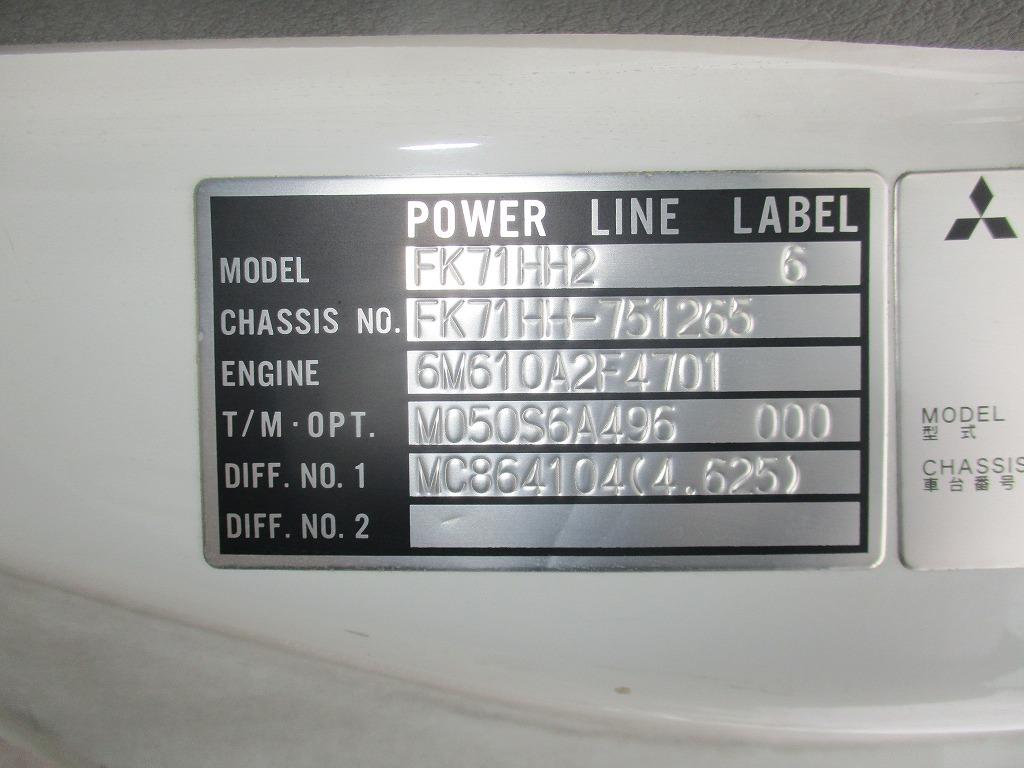 POWER LINE LABEL
MODEL FK71HH2 6
CHASSIS NO. FK71HH-751265
ENGINE 6M610A2F4701
T/M·OPT. M050S6A496 000
DIFF. NO. 1 MC864104(4.625)
DIFF. NO. 2
MODEL
型式
CHASSIS
車台番号